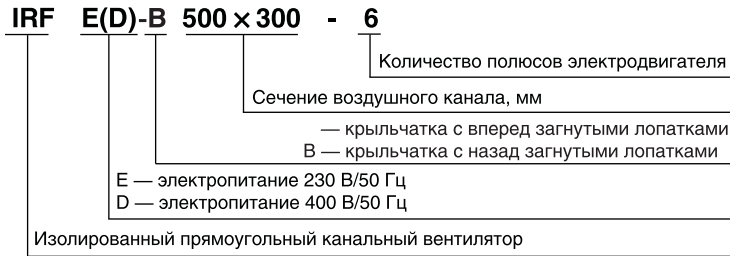 IRF E(D)-B 500 × 300 - 6
Количество полюсов электродвигателя
Сечение воздушного канала, мм
— крыльчатка с вперед загнутыми лопатками
B — крыльчатка с назад загнутыми лопатками
E — электропитание 230 В/50 Гц
D — электропитание 400 В/50 Гц
Изолированный прямоугольный канальный вентилятор